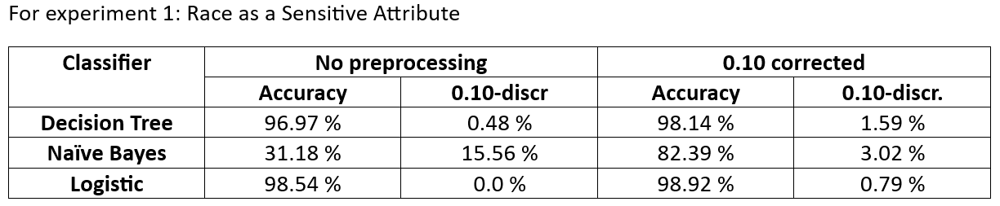 For experiment 1: Race as a Sensitive Attribute
Classifier No preprocessing 0.10 corrected
Accuracy 0.10-discr Accuracy 0.10-discr.
Decision Tree 96.97 % 0.48 % 98.14 % 1.59 %
Naïve Bayes 31.18 % 15.56 % 82.39 % 3.02 %
Logistic 98.54 % 0.0 % 98.92 % 0.79 %